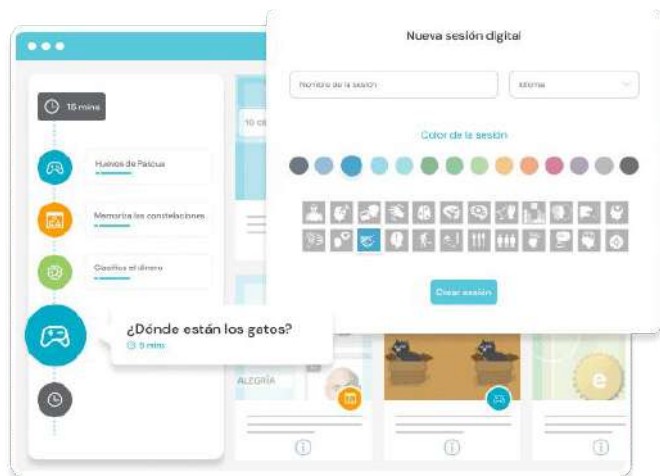 Nueva sesión digital
Nombre de la sesión
Idioma
Color de la sesión
Crear sesión
15 mins
Huevos de Pascua
Memoriza las constelaciones
Clasifica el dinero
¿Dónde están los gatos?
5 mins
ALEGRÍA
e